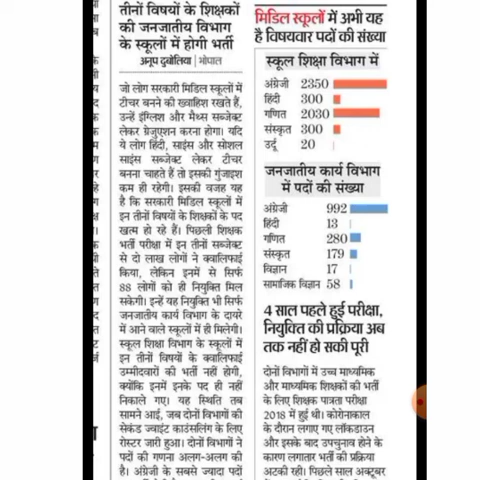 तीनों विषयों के शिक्षकों
की जनजातीय विभाग
के स्कूलों में होगी भर्ती
अनूप दुबोलिया | भोपाल
जो लोग सरकारी मिडिल स्कूलों में
टीचर बनने की ख्वाहिश रखते हैं,
उन्हें इंग्लिश और मैथ्स सब्जेक्ट
लेकर ग्रेजुएशन करना होगा। यदि
ये लोग हिंदी, साइंस और सोशल
साइंस सब्जेक्ट लेकर टीचर
बनना चाहते हैं तो इसकी गुंजाइश
कम ही रहेगी। इसकी वजह यह
है कि सरकारी मिडिल स्कूलों में
इन तीनों विषयों के शिक्षकों के पद
खत्म हो रहे हैं। पिछली शिक्षक
भर्ती परीक्षा में इन तीनों सब्जेक्ट
से दो लाख लोगों ने क्वालिफाई
किया, लेकिन इनमें से सिर्फ
88 लोगों को ही नियुक्ति मिल
सकेगी। इन्हें यह नियुक्ति भी सिर्फ
जनजातीय कार्य विभाग के दायरे
में आने वाले स्कूलों में ही मिलेगी।
स्कूल शिक्षा विभाग के स्कूलों में
इन तीनों विषयों के क्वालिफाई
उम्मीदवारों की भर्ती नहीं होगी,
क्योंकि इनमें इनके पद ही नहीं
निकाले गए। यह स्थिति तब
सामने आई, जब दोनों विभागों की
सेकंड ज्वाइंट काउंसलिंग के लिए
रोस्टर जारी हुआ। दोनों विभागों ने
पदों की गणना अलग-अलग की
है। अंग्रेजी के सबसे ज्यादा पदों
मिडिल स्कूलों में अभी यह
है विषयवार पदों की संख्या
स्कूल शिक्षा विभाग में
अंग्रेजी 2350
हिंदी 300
गणित 2030
संस्कृत 300
उर्दू 20
जनजातीय कार्य विभाग
में पदों की संख्या
अंग्रेजी 992
हिंदी 13
गणित 280
संस्कृत 179
विज्ञान 17
सामाजिक विज्ञान 58
4 साल पहले हुई परीक्षा,
नियुक्ति की प्रक्रिया अब
तक नहीं हो सकी पूरी
दोनों विभागों में उच्च माध्यमिक
और माध्यमिक शिक्षकों की भर्ती
के लिए शिक्षक पात्रता परीक्षा
2018 में हुई थी। कोरोनाकाल
के दौरान लगाए गए लॉकडाउन
और इसके बाद उपचुनाव होने के
कारण लगातार भर्ती की प्रक्रिया
अटकी रही। पिछले साल अक्टूबर